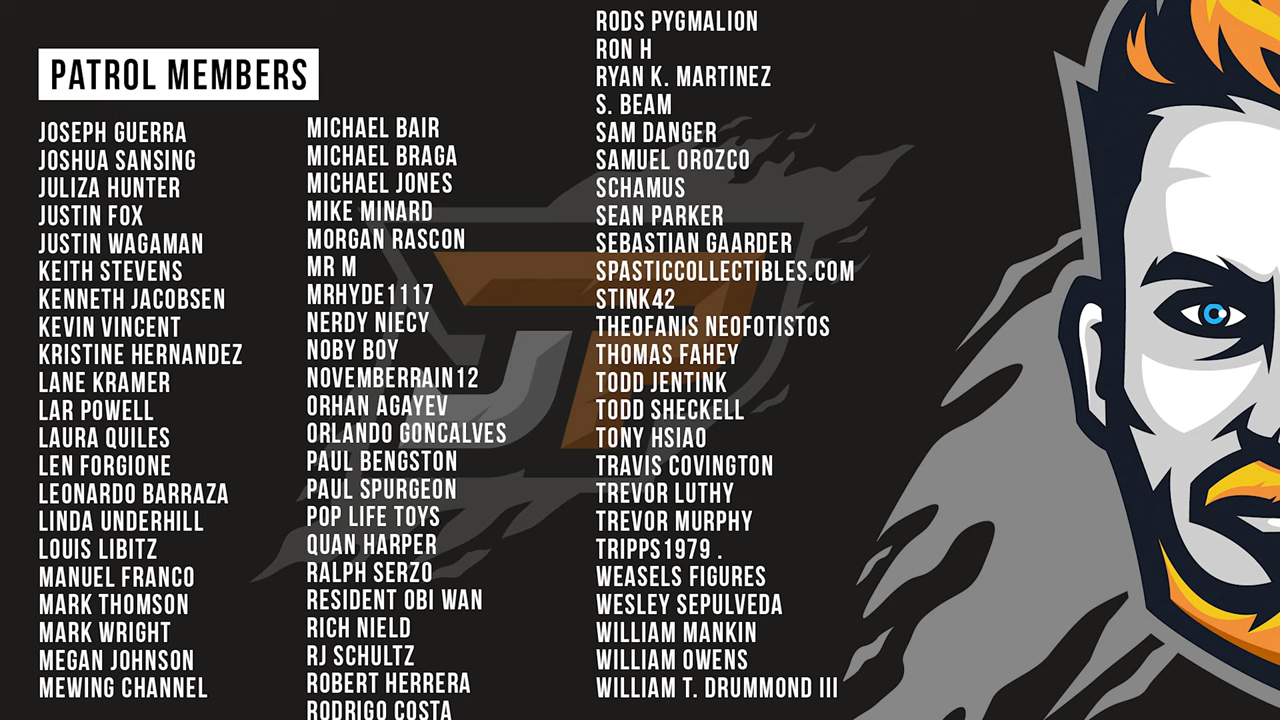 PATROL MEMBERS
JOSEPH GUERRA
JOSHUA SANSING
JULIZA HUNTER
JUSTIN FOX
JUSTIN WAGAMAN
KEITH STEVENS
KENNETH JACOBSEN
KEVIN VINCENT
KRISTINE HERNANDEZ
LANE KRAMER
LAR POWELL
LAURA QUILES
LEN FORGIONE
LEONARDO BARRAZA
LINDA UNDERHILL
LOUIS LIBITZ
MANUEL FRANCO
MARK THOMSON
MARK WRIGHT
MEGAN JOHNSON
MEWING CHANNEL
MICHAEL BAIR
MICHAEL BRAGA
MICHAEL JONES
MIKE MINARD
MORGAN RASCON
MR M
MRHYDE1117
NERDY NIECY
NOBY BOY
NOVEMBERRAIN12
ORHAN AGAYEV
ORLANDO GONCALVES
PAUL BENGSTON
PAUL SPURGEON
POP LIFE TOYS
QUAN HARPER
RALPH SERZO
RESIDENT OBI WAN
RICH NIELD
RJ SCHULTZ
ROBERT HERRERA
RODRIGO COSTA
RODS PYGMALION
RON H
RYAN K. MARTINEZ
S. BEAM
SAM DANGER
SAMUEL OROZCO
SCHAMUS
SEAN PARKER
SEBASTIAN GAARDER
SPASTICCOLLECTIBLES.COM
STINK42
THEOFANIS NEOFOTISTOS
THOMAS FAHEY
TODD JENTINK
TODD SHECKELL
TONY HSIAO
TRAVIS COVINGTON
TREVOR LUTHY
TREVOR MURPHY
TRIPPS1979 .
WEASELS FIGURES
WESLEY SEPULVEDA
WILLIAM MANKIN
WILLIAM OWENS
WILLIAM T. DRUMMOND III